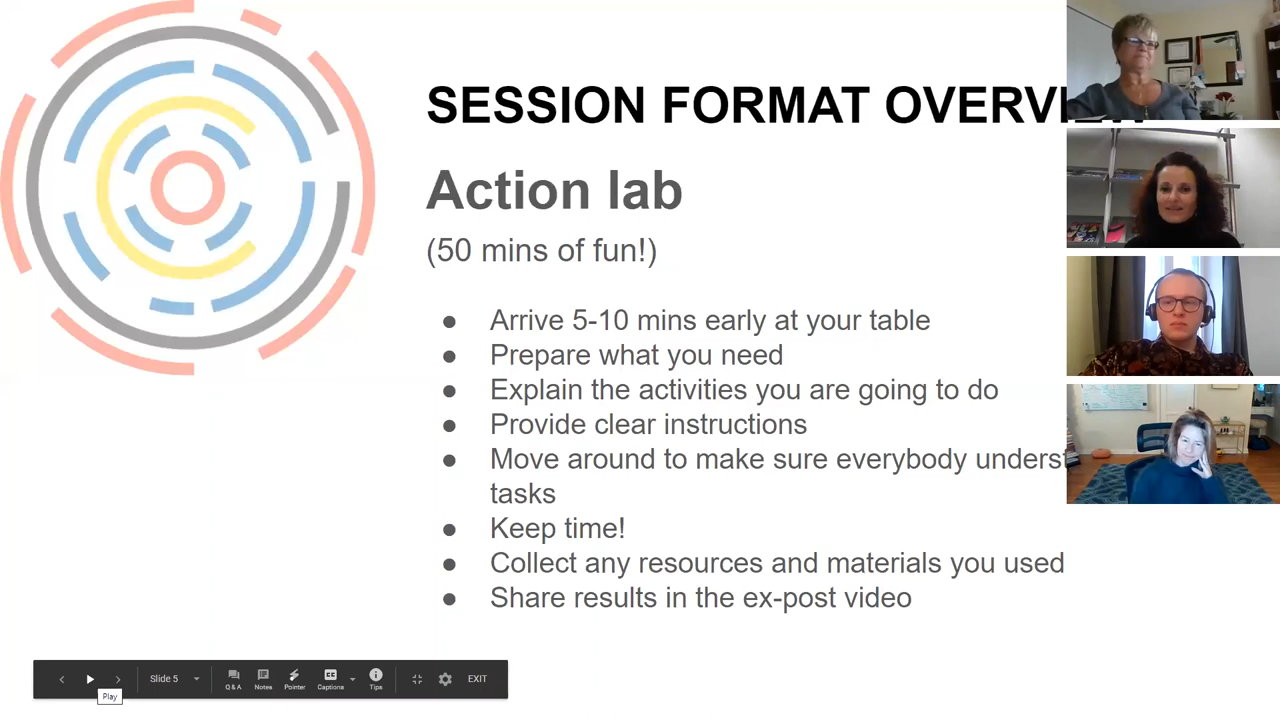 SESSION FORMAT
Action lab
(50 mins of fun!)
● Arrive 5-10 mins early at your table
● Prepare what you need
● Explain the activities you are going to do
● Provide clear instructions
● Move around to make sure everybody
tasks
● Keep time!
● Collect any resources and materials you used
● Share results in the ex-post video
Slide 5
Q & A
Notes
Pointer
CC
Captions
Tips
EXIT
Play